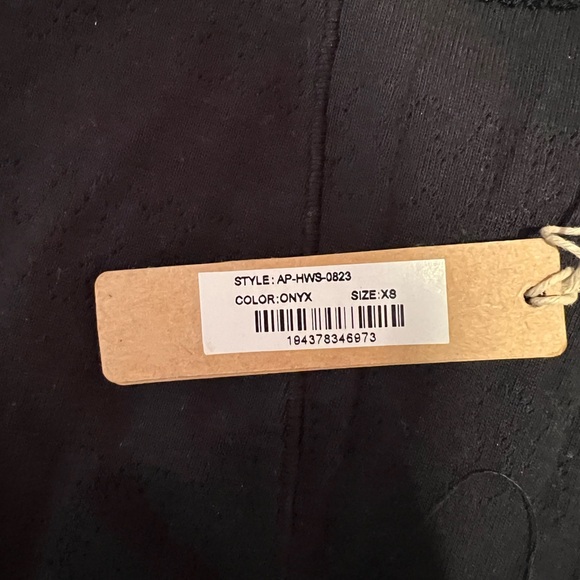 STYLE: AP-HWS-0823
COLOR:ONYX SIZE:XS
194378346973